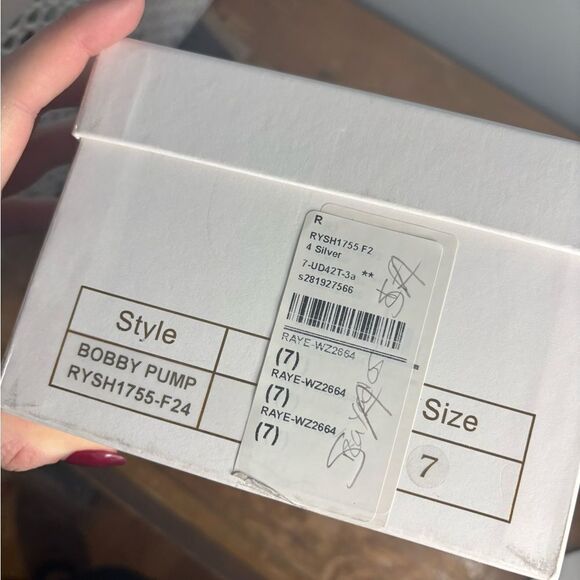 R
RYSH1755 F2
4 Silver
7-UD42T-3a **
s281927566
RAYE-WZ2664
(7)
RAYE-WZ2664
(7)
RAYE-WZ2664
(7)
Style
Size
BOBBY PUMP
RYSH1755-F24
7